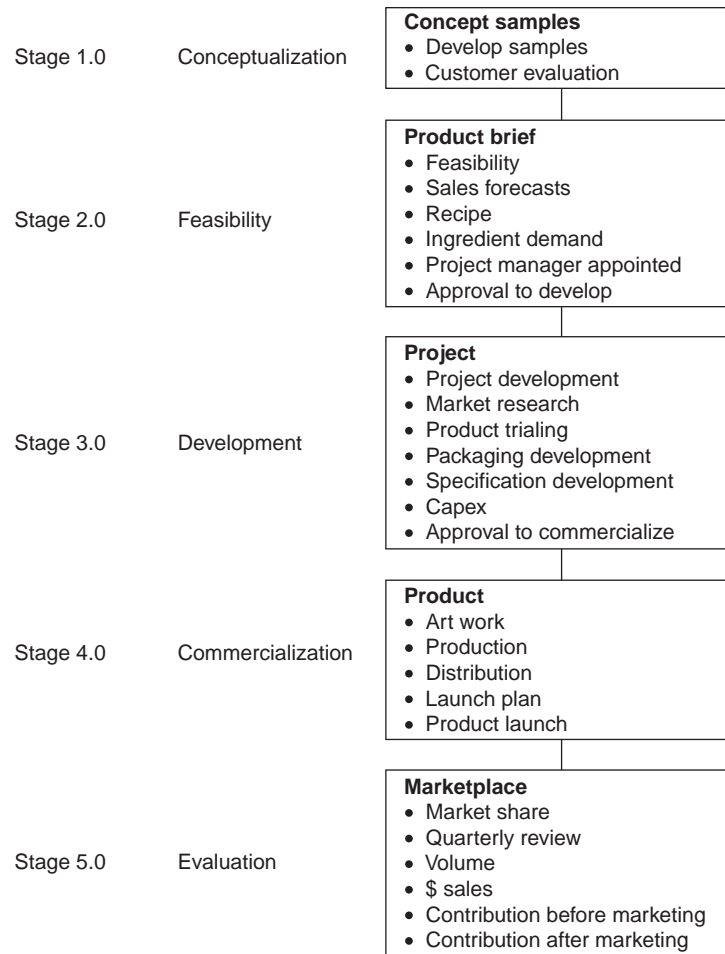 Concept samples
Stage 1.0 Conceptualization
• Develop samples
• Customer evaluation
Product brief
• Feasibility
• Sales forecasts
Stage 2.0 Feasibility
• Recipe
• Ingredient demand
• Project manager appointed
• Approval to develop
Project
• Project development
• Market research
• Product trialing
Stage 3.0 Development
• Packaging development
• Specification development
• Capex
• Approval to commercialize
Product
• Art work
Stage 4.0 Commercialization
• Production
• Distribution
• Launch plan
• Product launch
Marketplace
• Market share
• Quarterly review
Stage 5.0 Evaluation
• Volume
• $ sales
• Contribution before marketing
• Contribution after marketing